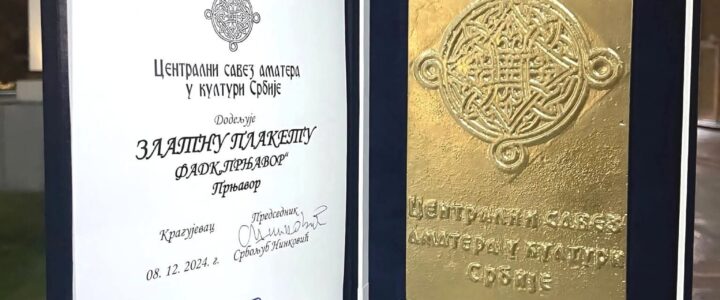 Централни савез аматера
у култури Србије
Додељује
ЗЛАТНУ ПЛАКЕТУ
ФАДК„ПРЊАВОР“
Прњавор
Крагујевац
Председник
Србољуб Нинковић
08. 12. 2024. г.
Централни савез
аматера у култури
Србије